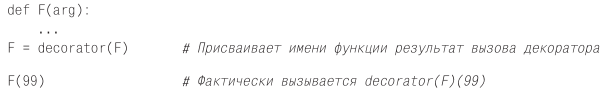 def F(arg):
    ...
F = decorator(F)    # Присваивает имени функции результат вызова декоратора
F(99)    # Фактически вызывается decorator(F)(99)